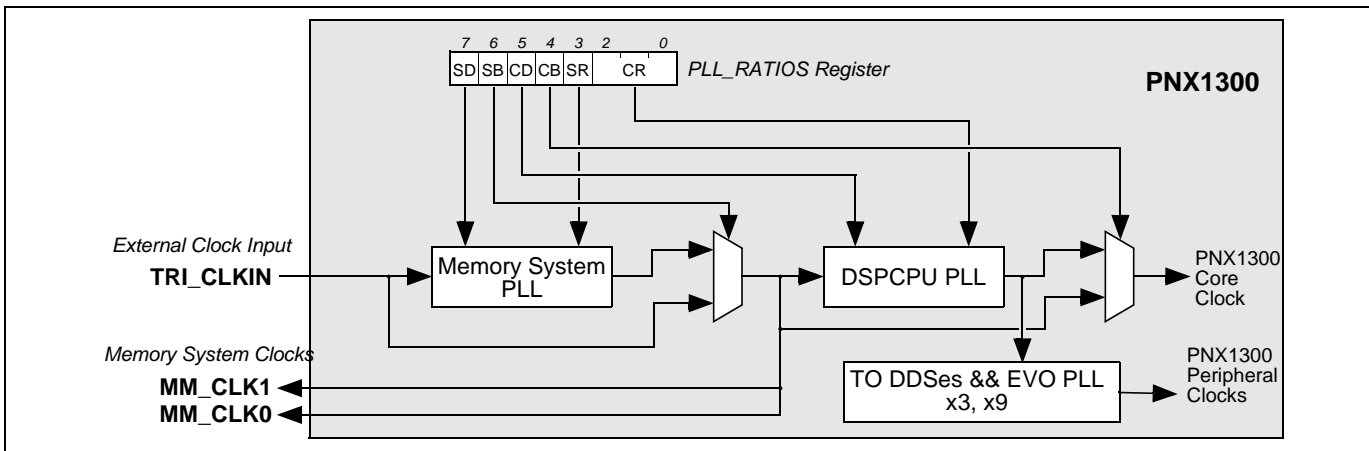 7 6 5 4 3 2 0
SD SB CD CB SR CR
PLL_RATIOS Register
PNX1300
External Clock Input
TRI_CLKIN
Memory System
PLL
DSPCPU PLL
PNX1300
Core
Clock
Memory System Clocks
MM_CLK1
MM_CLK0
TO DDSes && EVO PLL
x3, x9
PNX1300
Peripheral
Clocks